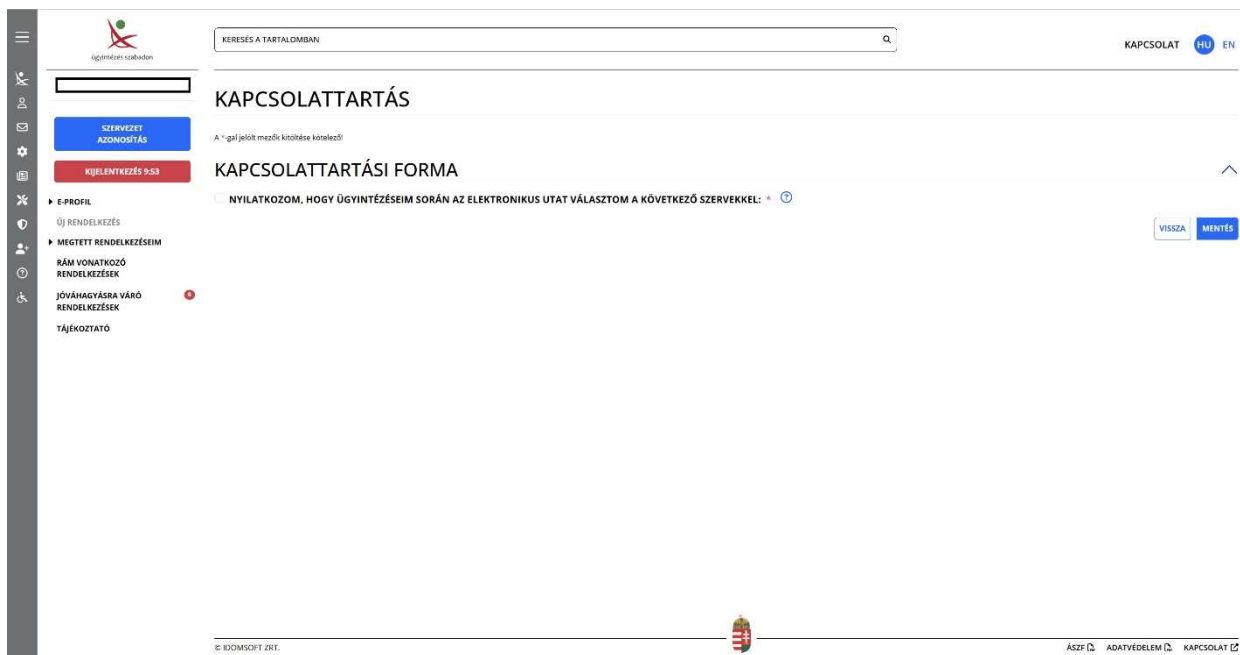 ügyintézés szabadon
KERESÉS A TARTALOMBAN
KAPCSOLAT HU EN
SZERVEZET
AZONOSÍTÁS
KIJELENTKEZÉS 9:53
E-PROFIL
ÚJ RENDELKEZÉS
MEGTETT RENDELKEZÉSEIM
RÁM VONATKOZÓ
RENDELKEZÉSEK
JÓVÁHAGYÁSRA VÁRÓ 0
RENDELKEZÉSEK
TÁJÉKOZTATÓ
KAPCSOLATTARTÁS
A *-gal jelölt mezők kitöltése kötelező!
KAPCSOLATTARTÁSI FORMA
NYILATKOZOM, HOGY ÜGYINTÉZÉSEIM SORÁN AZ ELEKTRONIKUS UTAT VÁLASZTOM A KÖVETKEZŐ SZERVEKKEL: *
VISSZA MENTÉS
© IDOMSOFT ZRT.
ÁSZF ADATVÉDELEM KAPCSOLAT